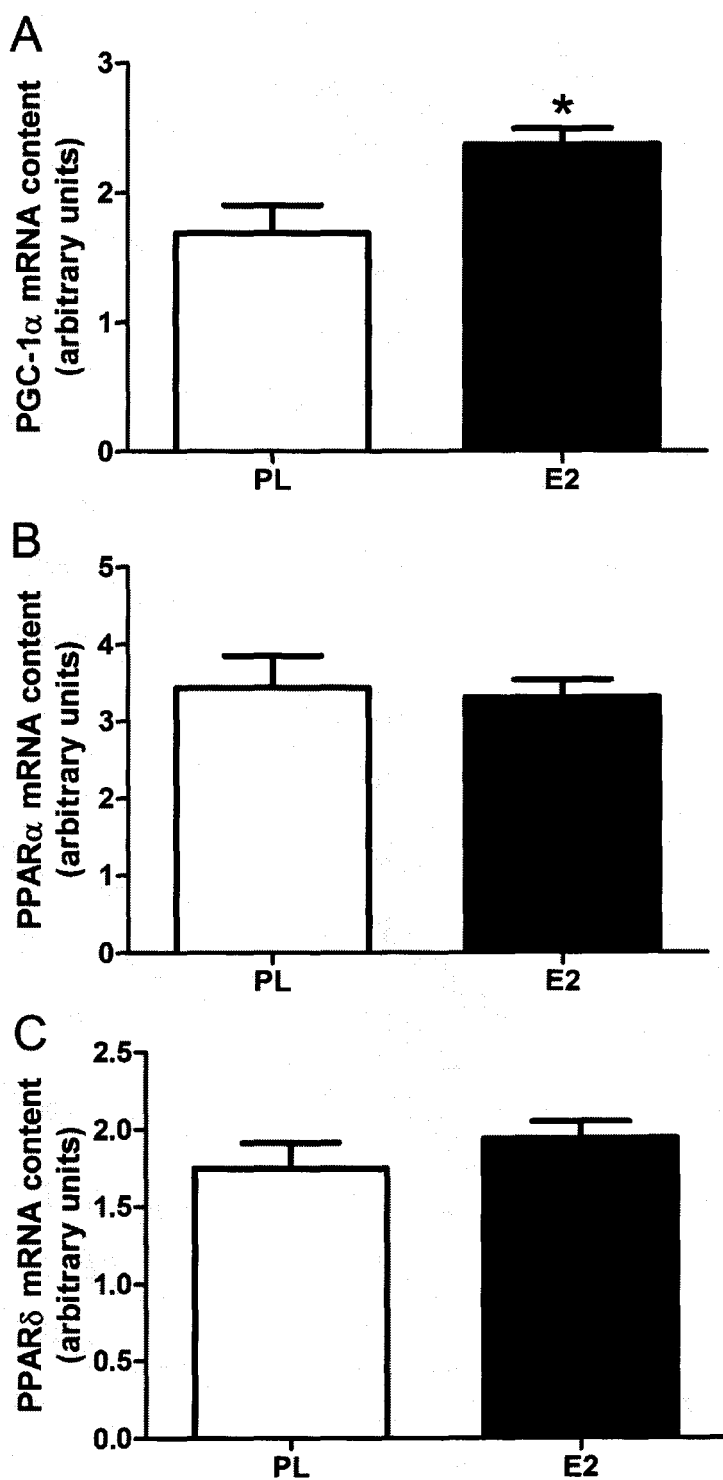 A
PGC-1α mRNA content
(arbitrary units)
3
2
1
0
*
PL
E2
B
PPARα mRNA content
(arbitrary units)
5
4
3
2
1
0
PL
E2
C
PPARδ mRNA content
(arbitrary units)
2.5
2.0
1.5
1.0
0.5
0.0
PL
E2